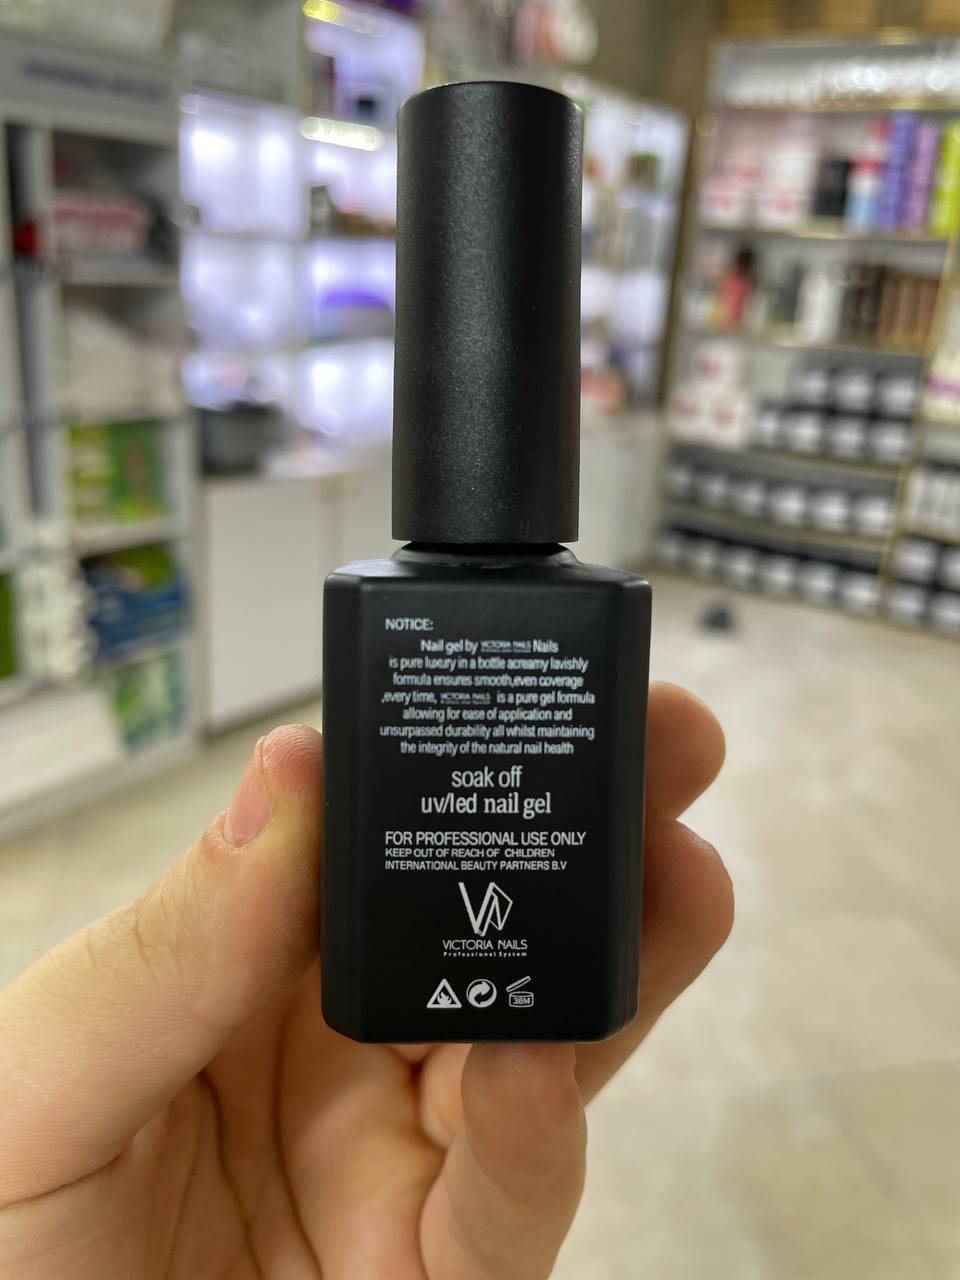 NOTICE:
Nail gel by VICTORIA NAILS Nails
is pure luxury in a bottle acreamy lavishly
formula ensures smooth,even coverage
,every time, VICTORIA NAILS is a pure gel formula
allowing for ease of application and
unsurpassed durability all whilst maintaining
the integrity of the natural nail health
soak off
uv/led nail gel
FOR PROFESSIONAL USE ONLY
KEEP OUT OF REACH OF CHILDREN
INTERNATIONAL BEAUTY PARTNERS B.V
VN
VICTORIA NAILS
Professional System
36M